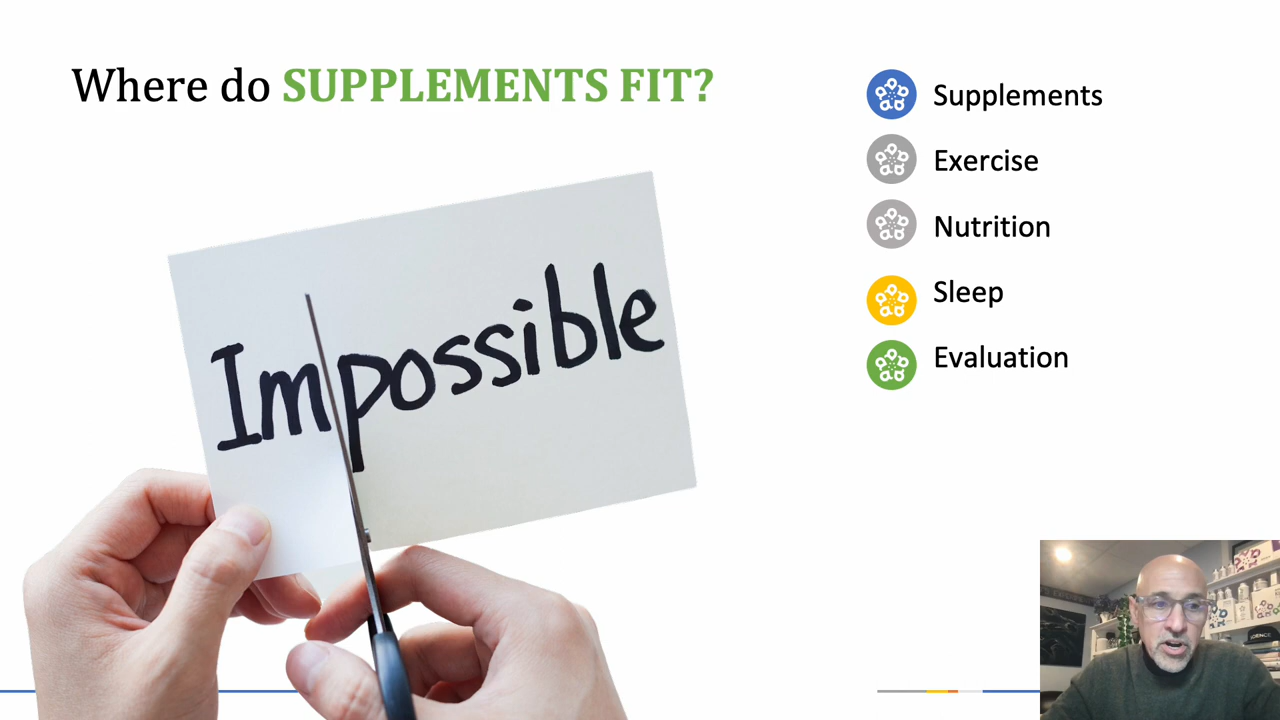 Where do SUPPLEMENTS FIT?
Impossible
Supplements
Exercise
Nutrition
Sleep
Evaluation